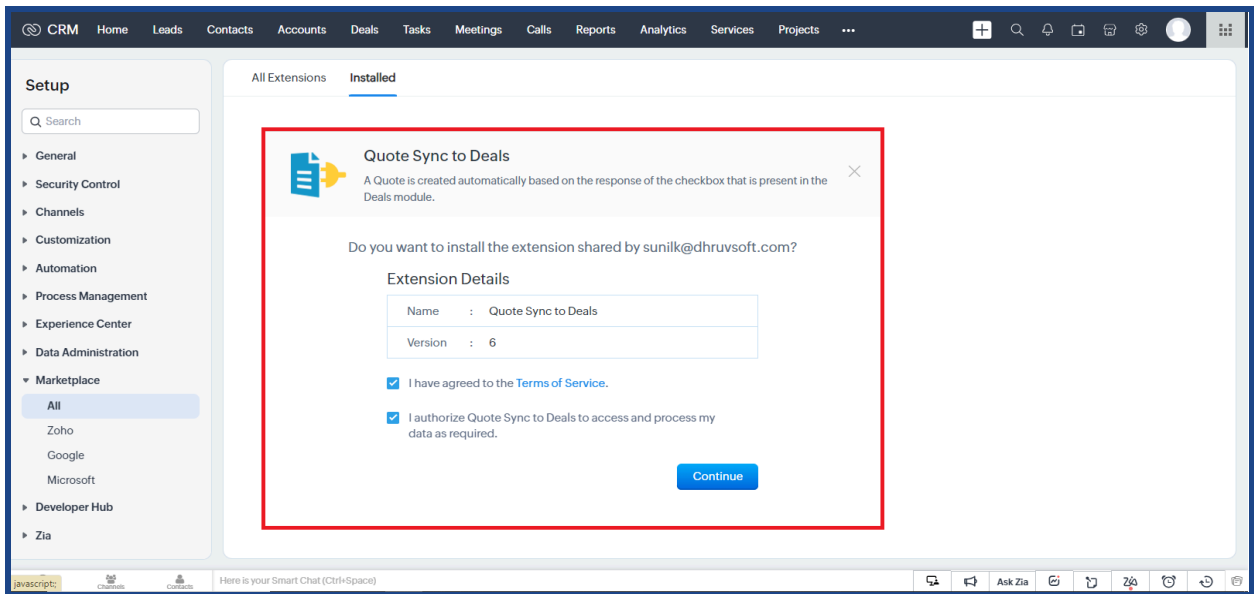 CRM Home Leads Contacts Accounts Deals Tasks Meetings Calls Reports Analytics Services Projects •••
Setup
Search
General
Security Control
Channels
Customization
Automation
Process Management
Experience Center
Data Administration
Marketplace
All
Zoho
Google
Microsoft
Developer Hub
Zia
All Extensions Installed
Quote Sync to Deals
A Quote is created automatically based on the response of the checkbox that is present in the
Deals module.
Do you want to install the extension shared by sunilk@dhruvsoft.com?
Extension Details
Name : Quote Sync to Deals
Version : 6
I have agreed to the Terms of Service.
I authorize Quote Sync to Deals to access and process my
data as required.
Continue
javascript:;
Channels
Contacts
Here is your Smart Chat (Ctrl+Space)
Ask Zia